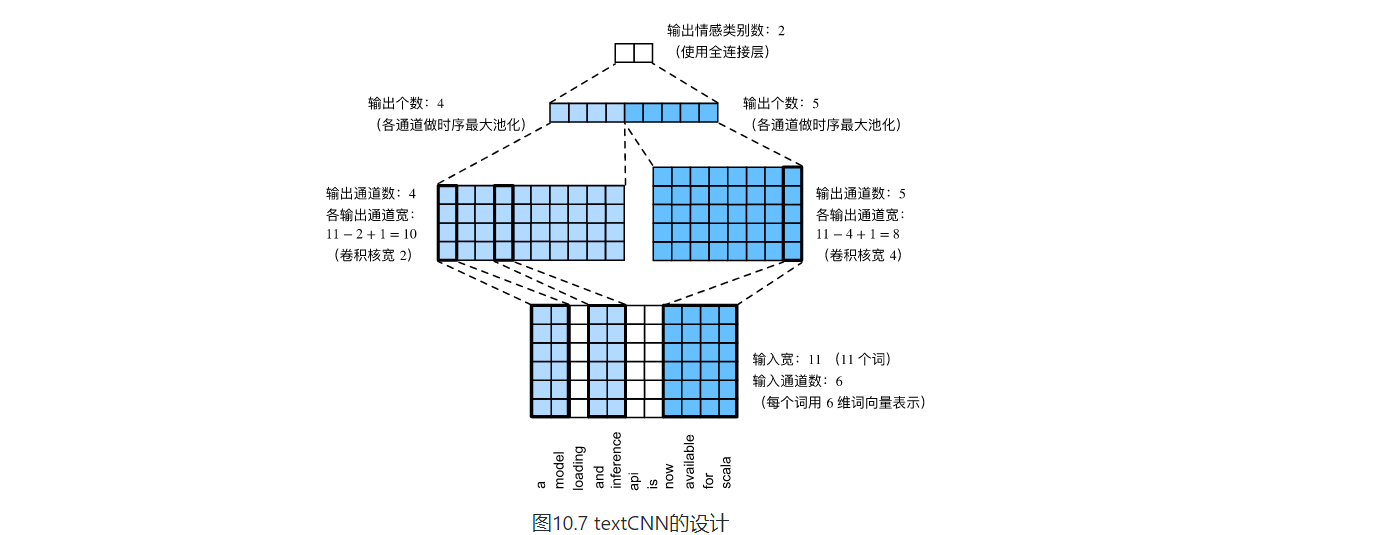 输出情感类别数：2
（使用全连接层）
输出个数：4
（各通道做时序最大池化）
输出个数：5
（各通道做时序最大池化）
输出通道数：4
各输出通道宽：
11 − 2 + 1 = 10
（卷积核宽 2）
输出通道数：5
各输出通道宽：
11 − 4 + 1 = 8
（卷积核宽 4）
输入宽：11 （11 个词）
输入通道数：6
（每个词用 6 维词向量表示）
a
model
loading
and
inference
api
is
now
available
for
scala
图10.7 textCNN的设计